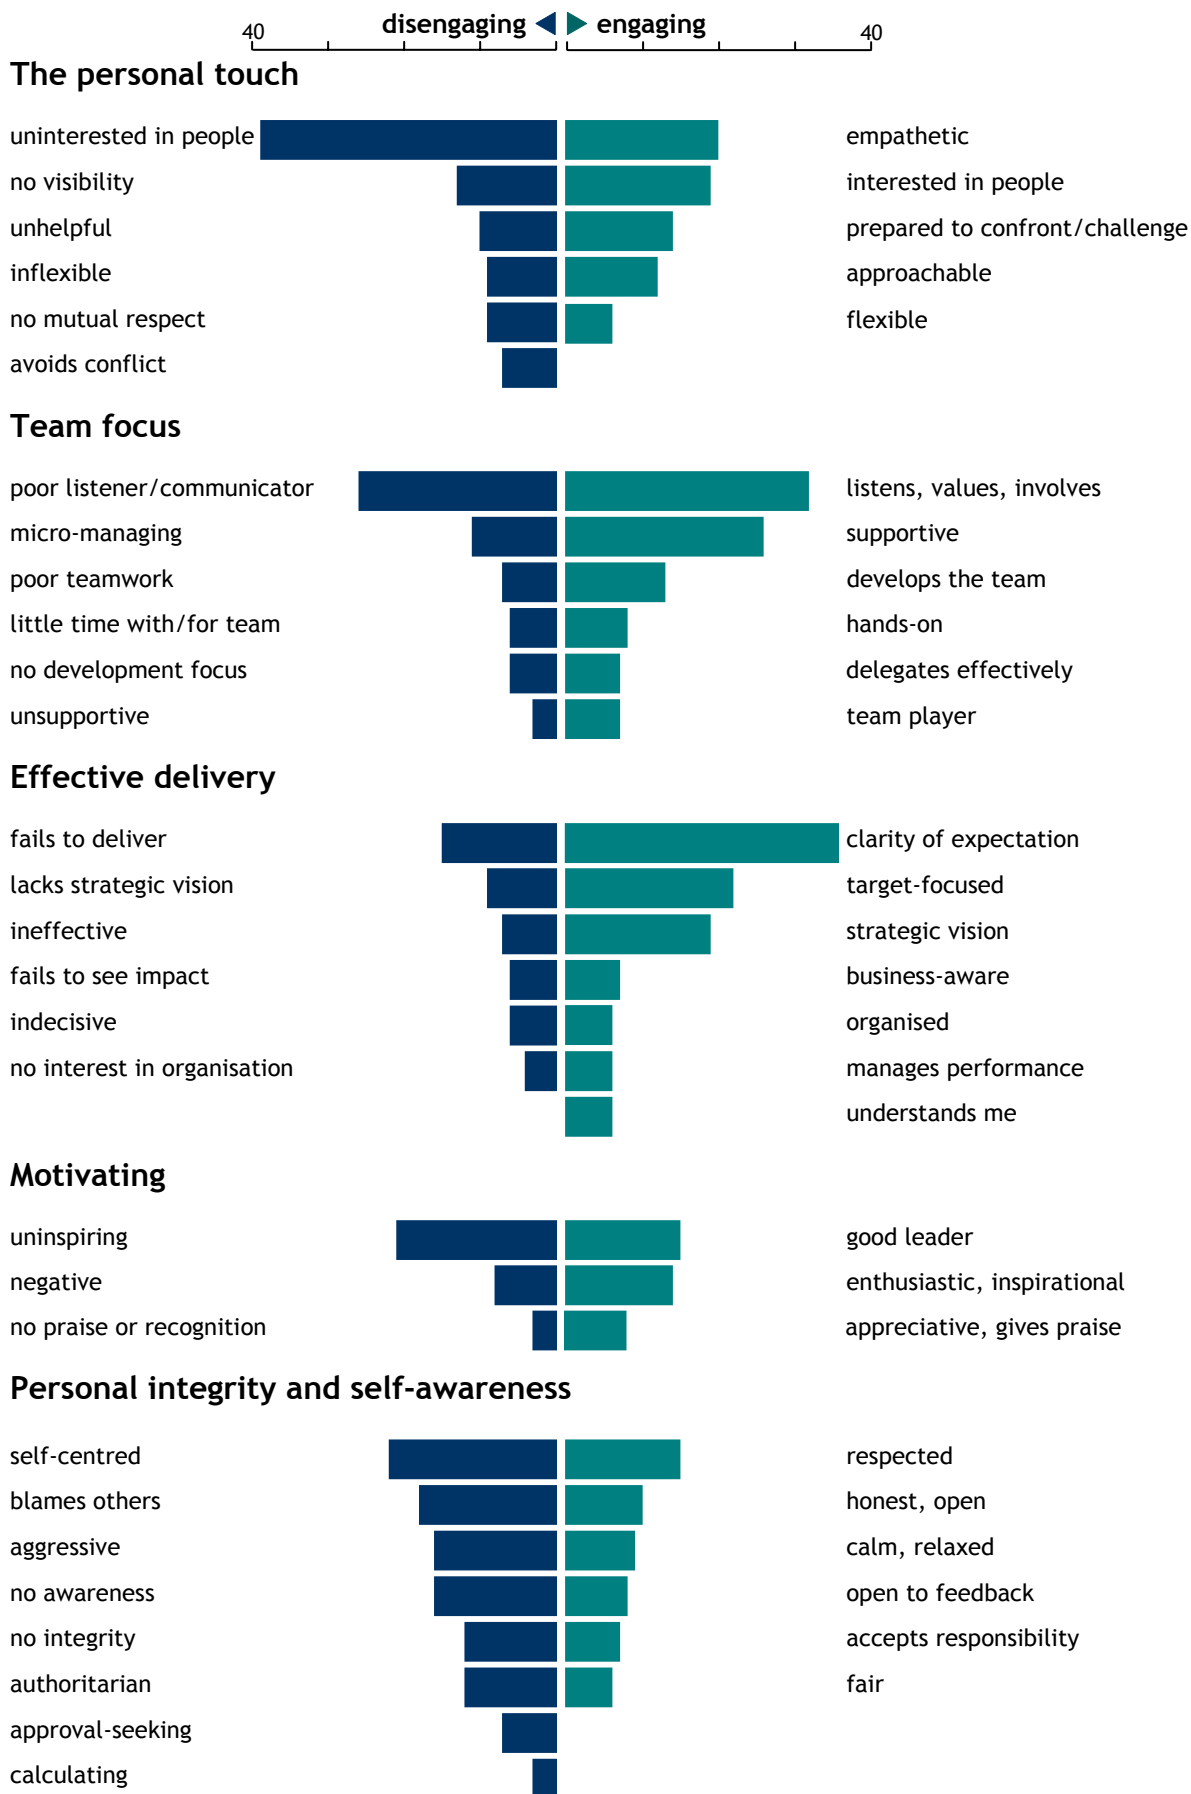 disengaging engaging
40 40
The personal touch
uninterested in people empathetic
no visibility interested in people
unhelpful prepared to confront/challenge
inflexible approachable
no mutual respect flexible
avoids conflict
Team focus
poor listener/communicator listens, values, involves
micro-managing supportive
poor teamwork develops the team
little time with/for team hands-on
no development focus delegates effectively
unsupportive team player
Effective delivery
fails to deliver clarity of expectation
lacks strategic vision target-focused
ineffective strategic vision
fails to see impact business-aware
indecisive organised
no interest in organisation manages performance
understands me
Motivating
uninspiring good leader
negative enthusiastic, inspirational
no praise or recognition appreciative, gives praise
Personal integrity and self-awareness
self-centred respected
blames others honest, open
aggressive calm, relaxed
no awareness open to feedback
no integrity accepts responsibility
authoritarian fair
approval-seeking
calculating